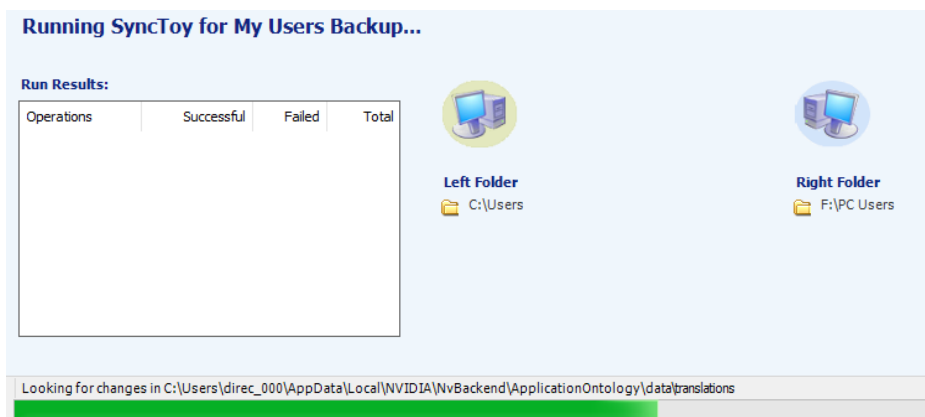 Running SyncToy for My Users Backup...
Run Results:
Operations Successful Failed Total
Left Folder
C:\Users
Right Folder
F:\PC Users
Looking for changes in C:\Users\direc_000\AppData\Local\NVIDIA\NvBackend\ApplicationOntology\data\translations